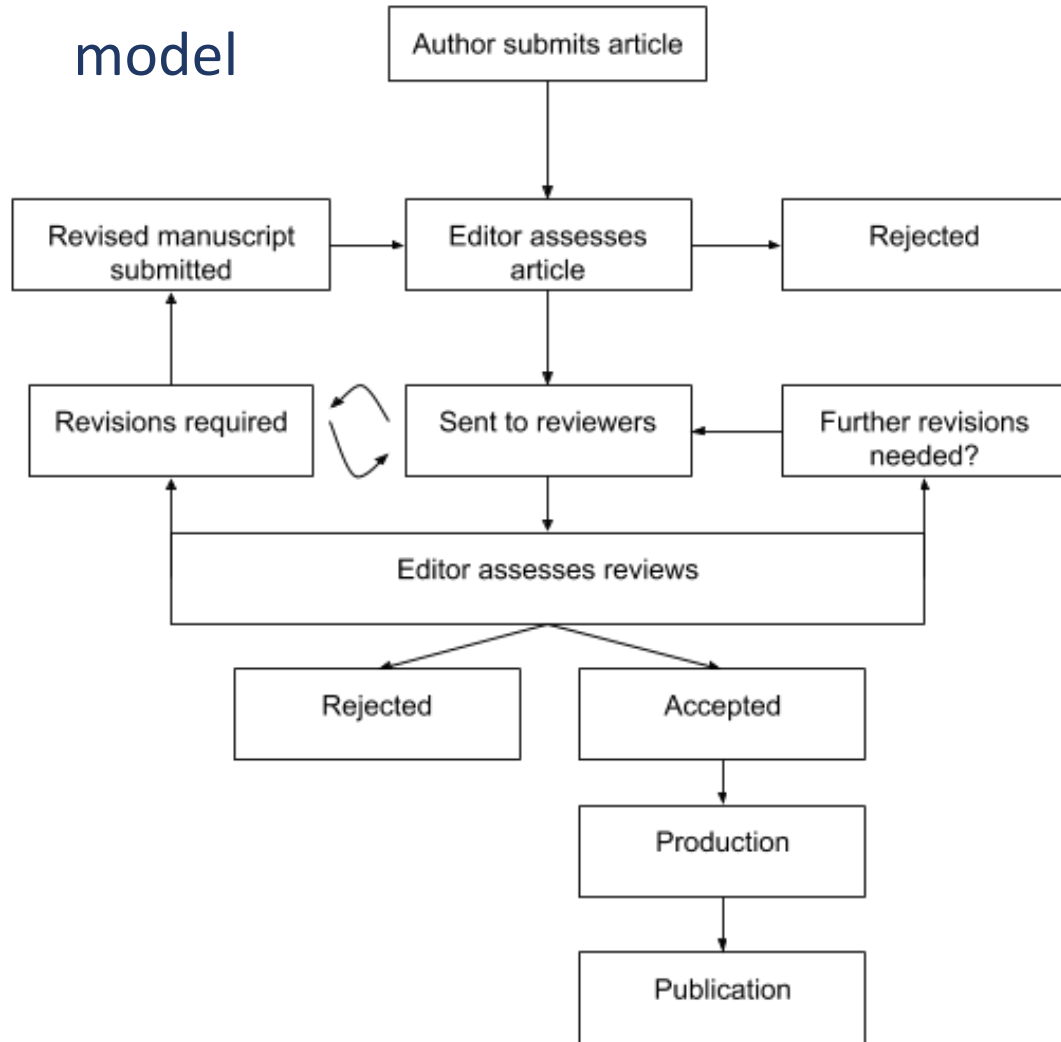 model
Author submits article
Revised manuscript
submitted
Editor assesses
article
Rejected
Revisions required
Sent to reviewers
Further revisions
needed?
Editor assesses reviews
Rejected
Accepted
Production
Publication